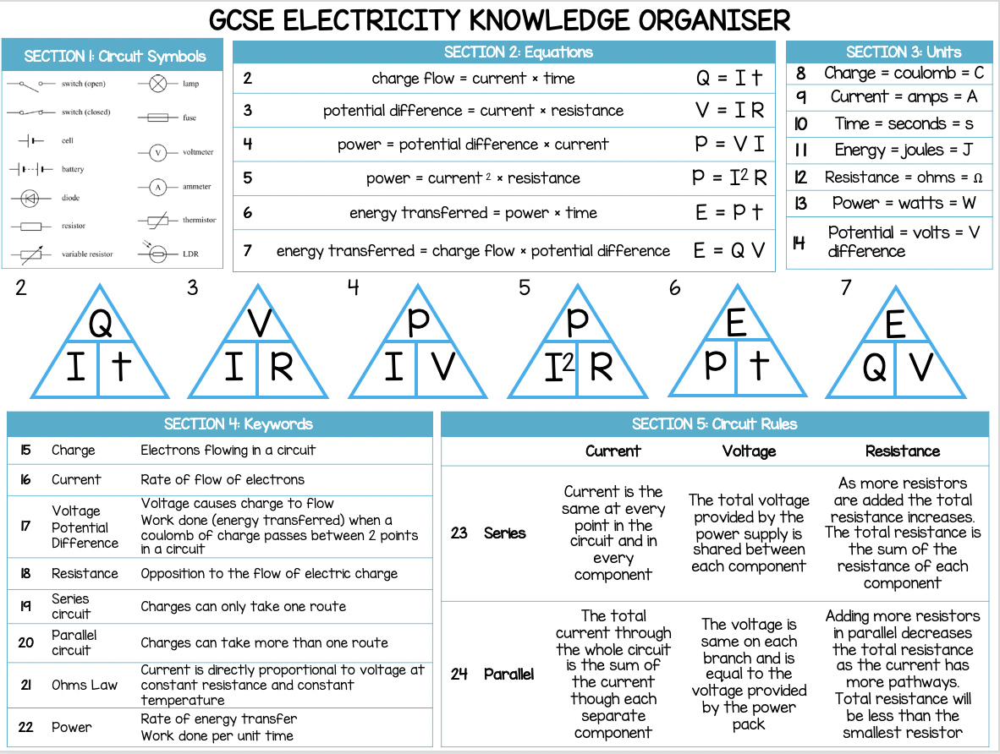 GCSE ELECTRICITY KNOWLEDGE ORGANISER
SECTION 1: Circuit Symbols
switch (open)
lamp
switch (closed)
fuse
cell
V
voltmeter
battery
A
ammeter
diode
resistor
thermistor
variable resistor
LDR
SECTION 2: Equations
2 charge flow = current × time Q = I t
3 potential difference = current × resistance V = I R
4 power = potential difference × current P = V I
5 power = current ² × resistance P = I² R
6 energy transferred = power × time E = P t
7 energy transferred = charge flow × potential difference E = Q V
SECTION 3: Units
8 Charge = coulomb = C
9 Current = amps = A
10 Time = seconds = s
11 Energy = joules = J
12 Resistance = ohms = Ω
13 Power = watts = W
14 Potential = volts = V
difference
2
Q
I t
3
V
I R
4
P
I V
5
P
I² R
6
E
P t
7
E
Q V
SECTION 4: Keywords
15 Charge Electrons flowing in a circuit
16 Current Rate of flow of electrons
17
Voltage
Potential
Difference
Voltage causes charge to flow
Work done (energy transferred) when a
coulomb of charge passes between 2 points
in a circuit
18 Resistance Opposition to the flow of electric charge
19
Series
circuit
Charges can only take one route
20
Parallel
circuit
Charges can take more than one route
21 Ohms Law
Current is directly proportional to voltage at
constant resistance and constant
temperature
22 Power
Rate of energy transfer
Work done per unit time
SECTION 5: Circuit Rules
Current Voltage Resistance
23 Series
Current is the
same at every
point in the
circuit and in
every
component
The total voltage
provided by the
power supply is
shared between
each component
As more resistors
are added the total
resistance increases.
The total resistance is
the sum of the
resistance of each
component
24 Parallel
The total
current through
the whole circuit
is the sum of
the current
though each
separate
component
The voltage is
same on each
branch and is
equal to the
voltage provided
by the power
pack
Adding more resistors
in parallel decreases
the total resistance
as the current has
more pathways.
Total resistance will
be less than the
smallest resistor